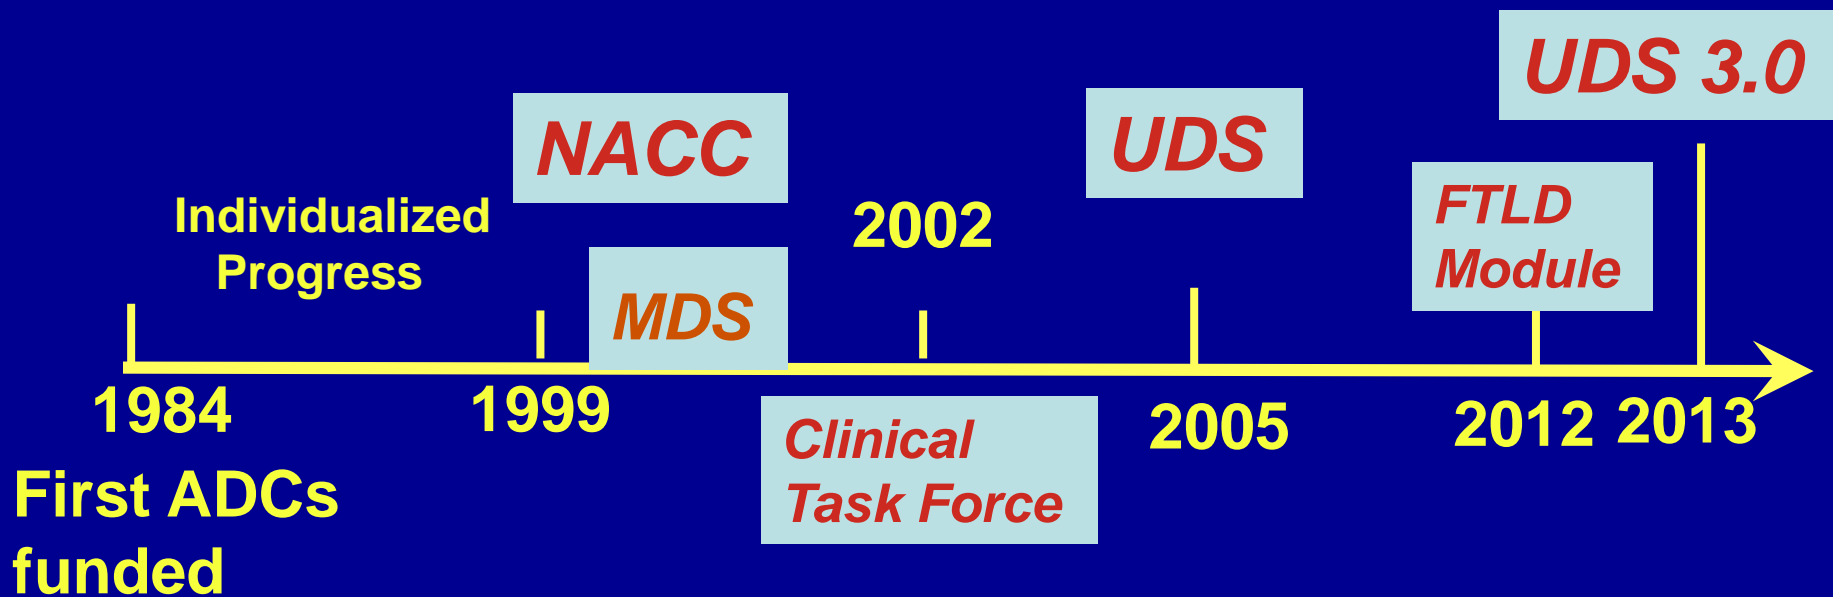 UDS 3.0
NACC
UDS
Individualized
Progress
2002
FTLD
Module
MDS
1984
1999
2005
2012
2013
Clinical
Task Force
First ADCs
funded